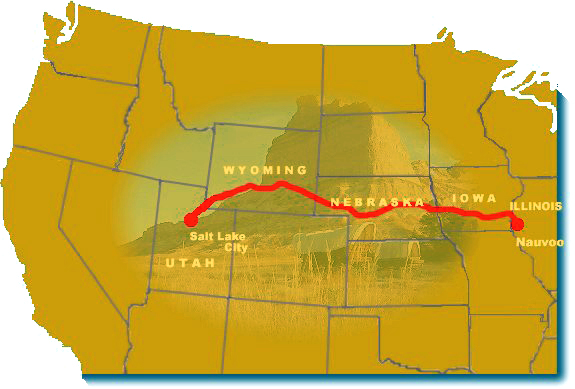 WYOMING
NEBRASKA
IOWA
ILLINOIS
Salt Lake
City
Nauvoo
UTAH